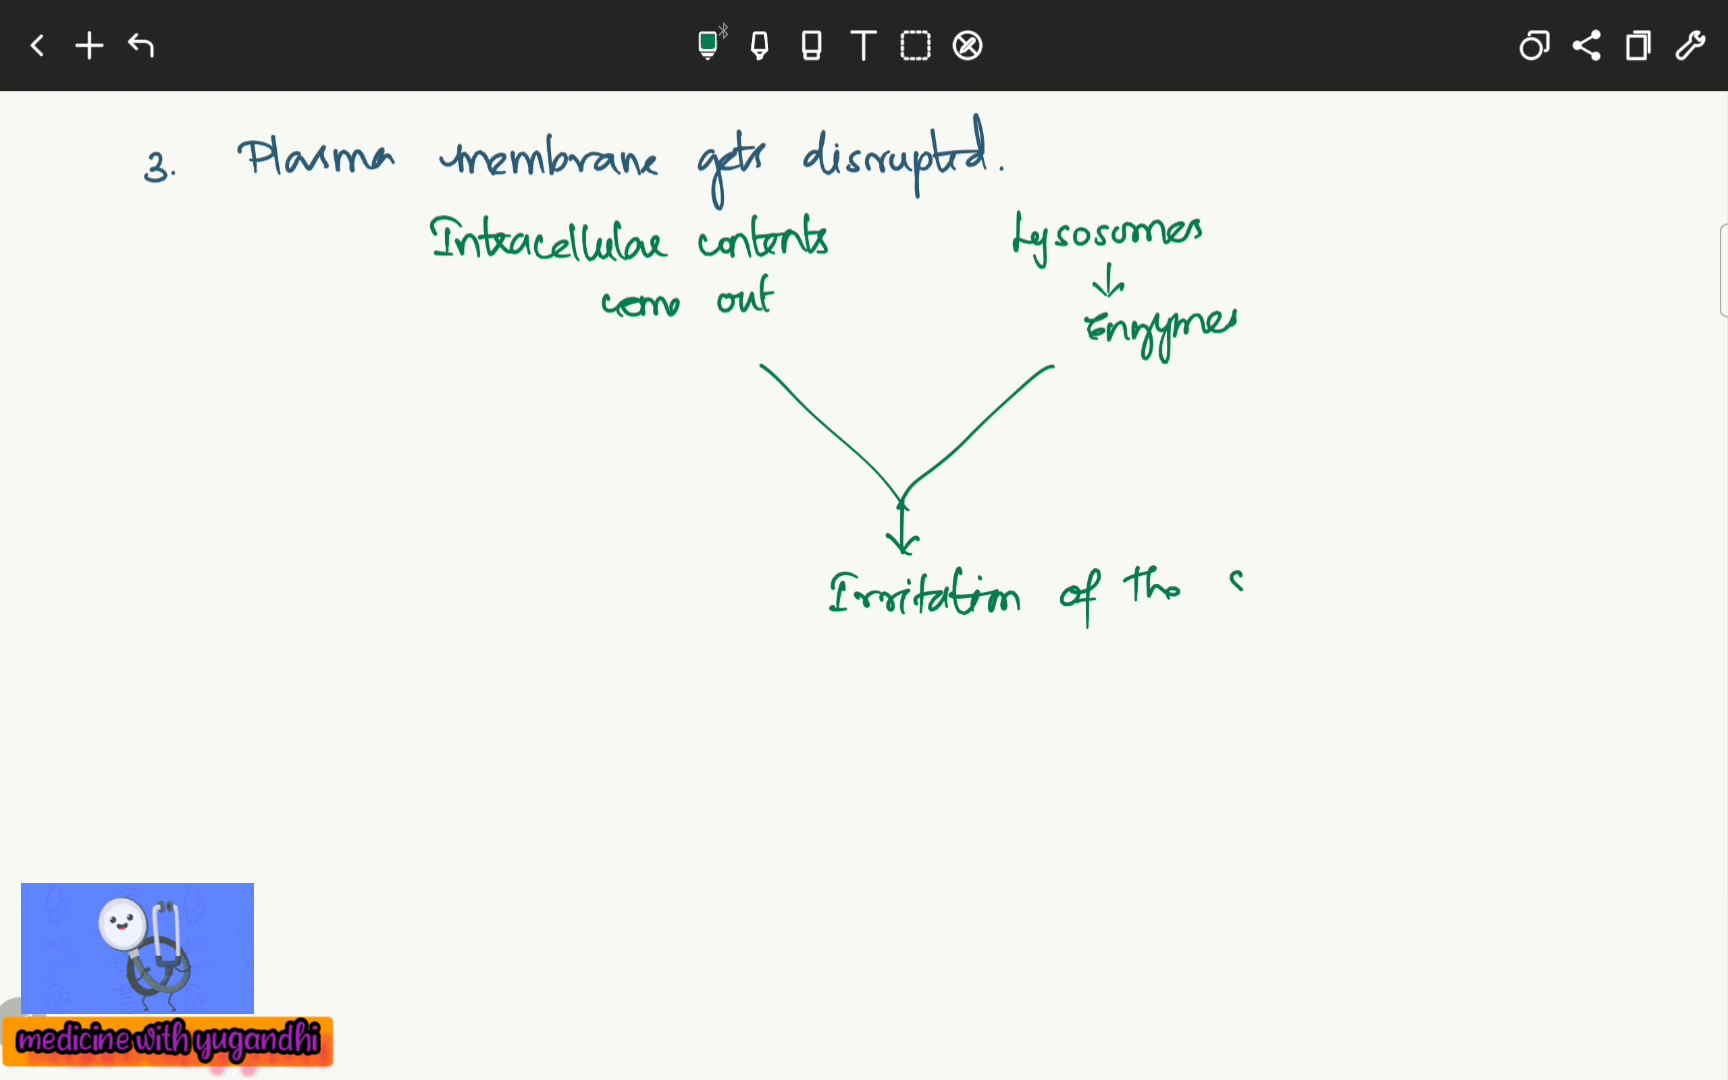 3. Plasma membrane gets disrupted.
Intracellular contents
come out
Lysosomes
Enzymes
Irritation of the s
medicine with yugandhi